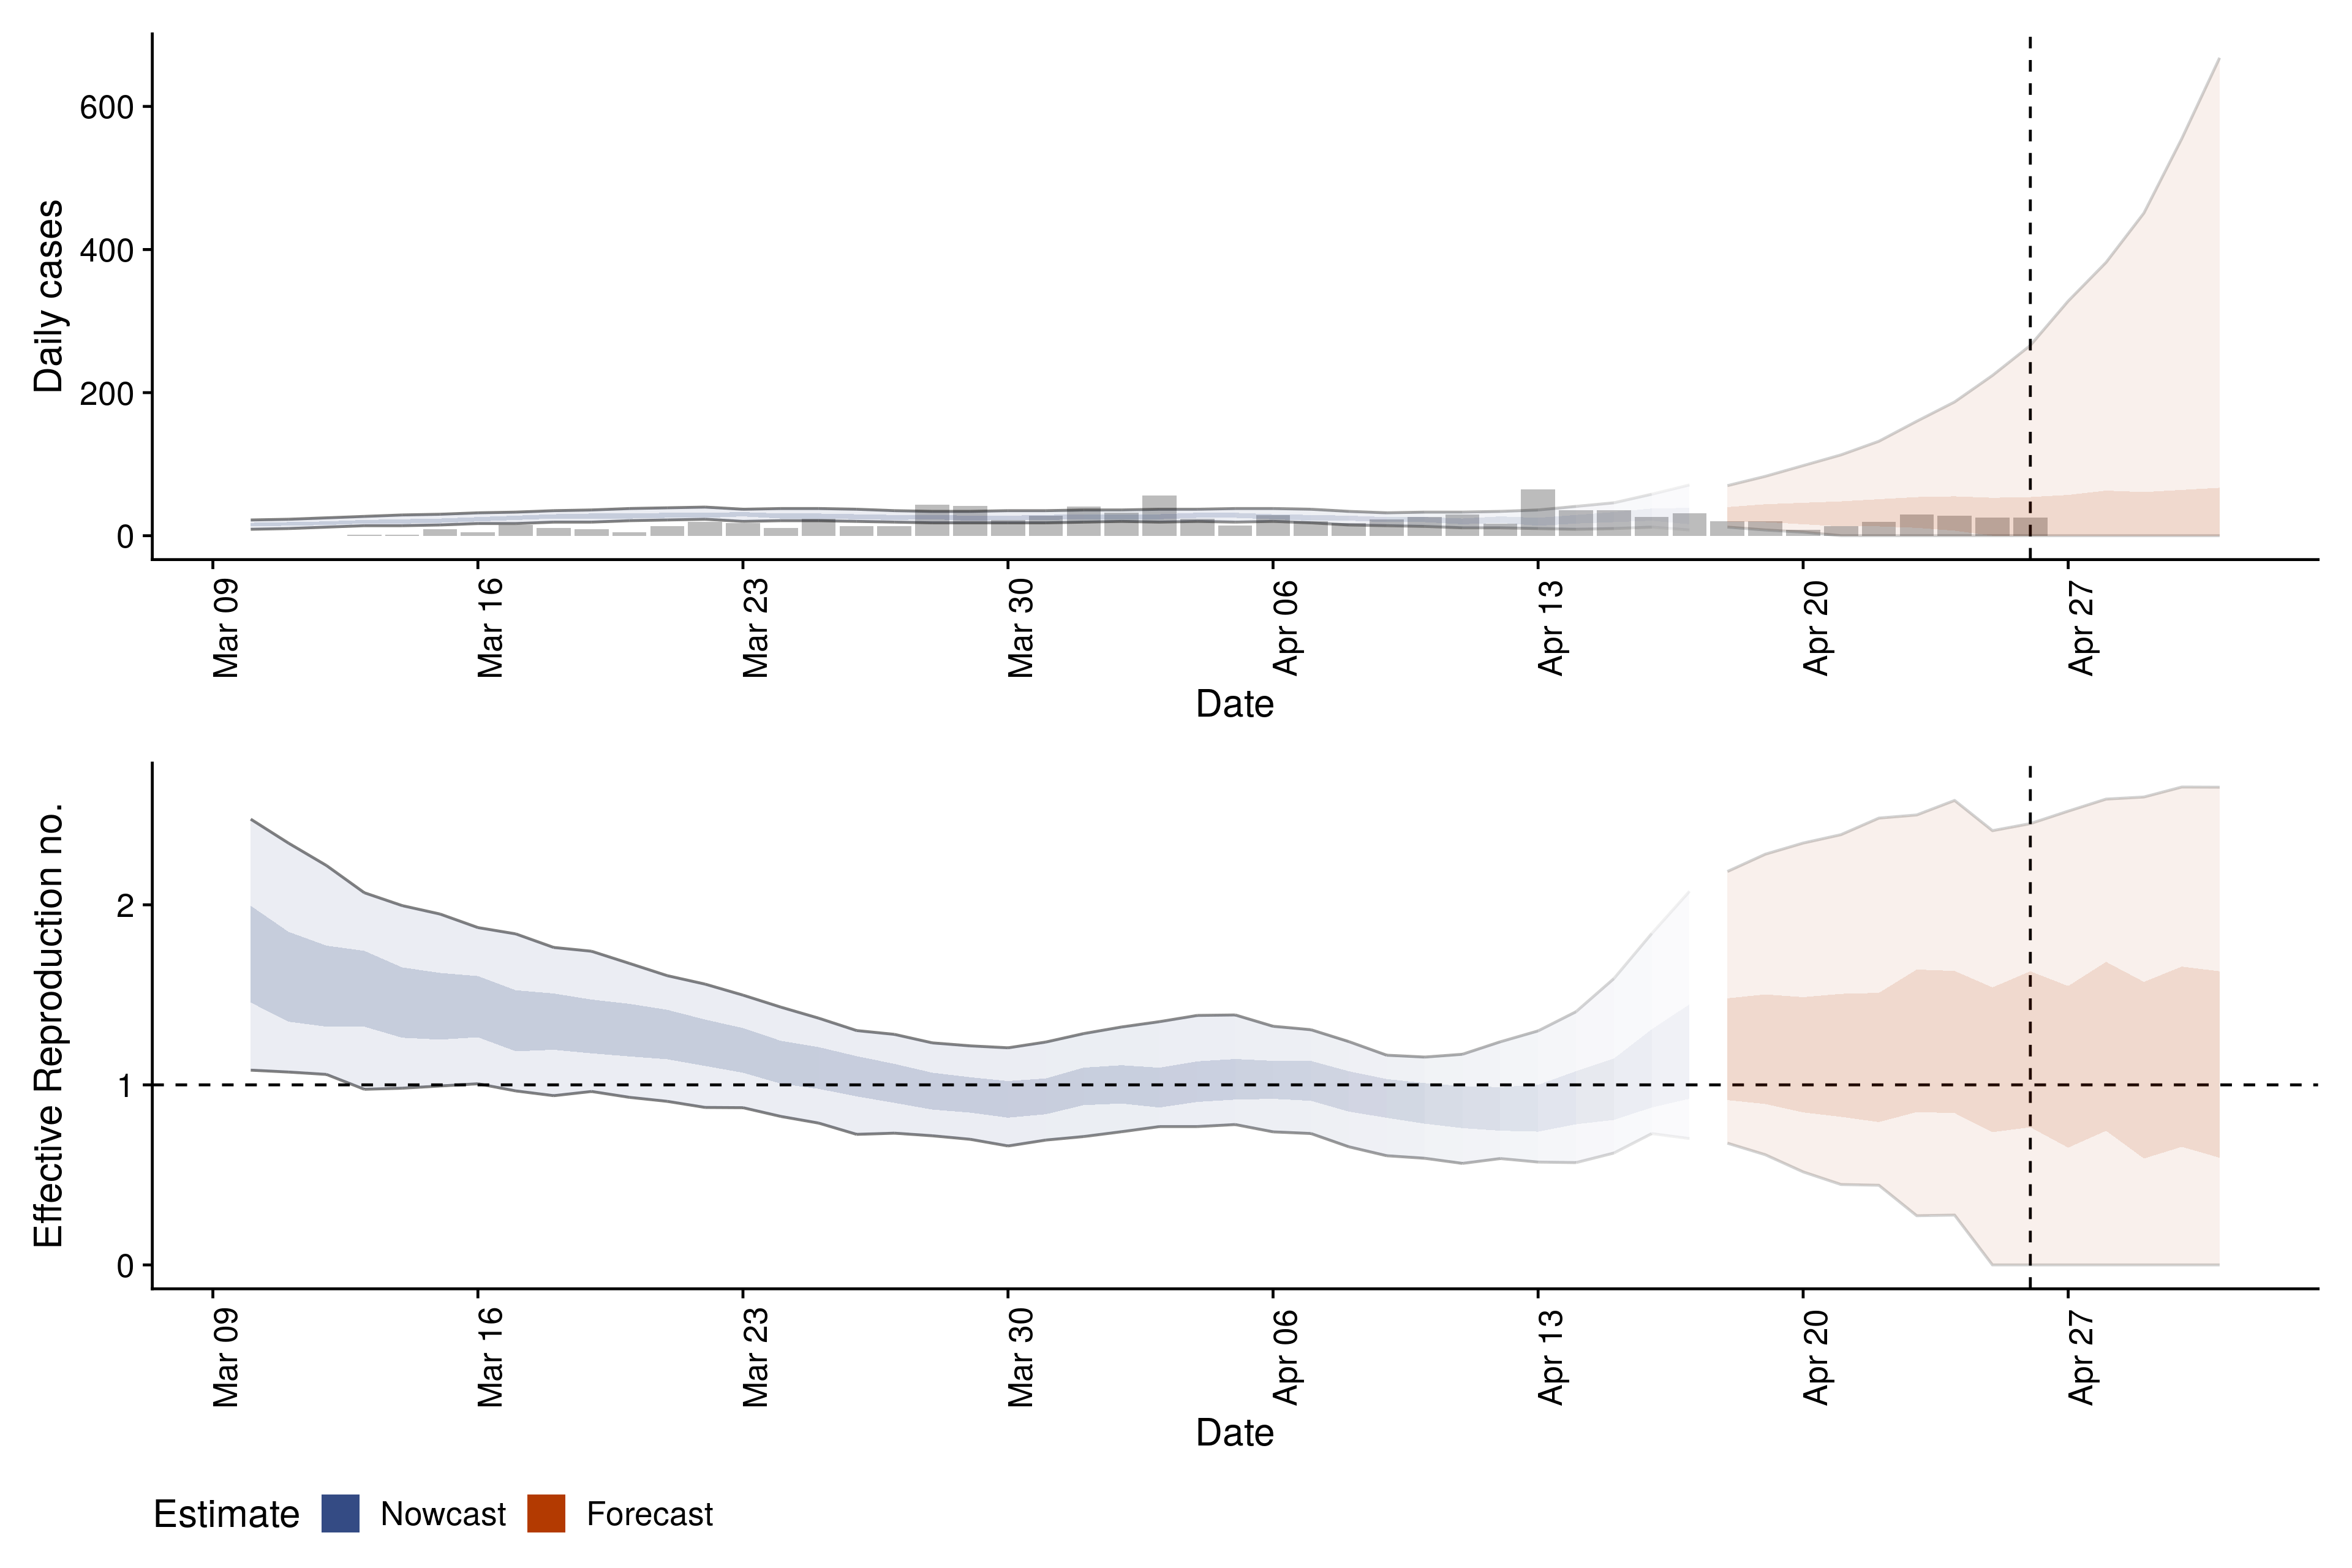 Daily cases
600
400
200
0
Mar 09
Mar 16
Mar 23
Mar 30
Apr 06
Apr 13
Apr 20
Apr 27
Date
Effective Reproduction no.
2
1
0
Mar 09
Mar 16
Mar 23
Mar 30
Apr 06
Apr 13
Apr 20
Apr 27
Date
Estimate Nowcast Forecast